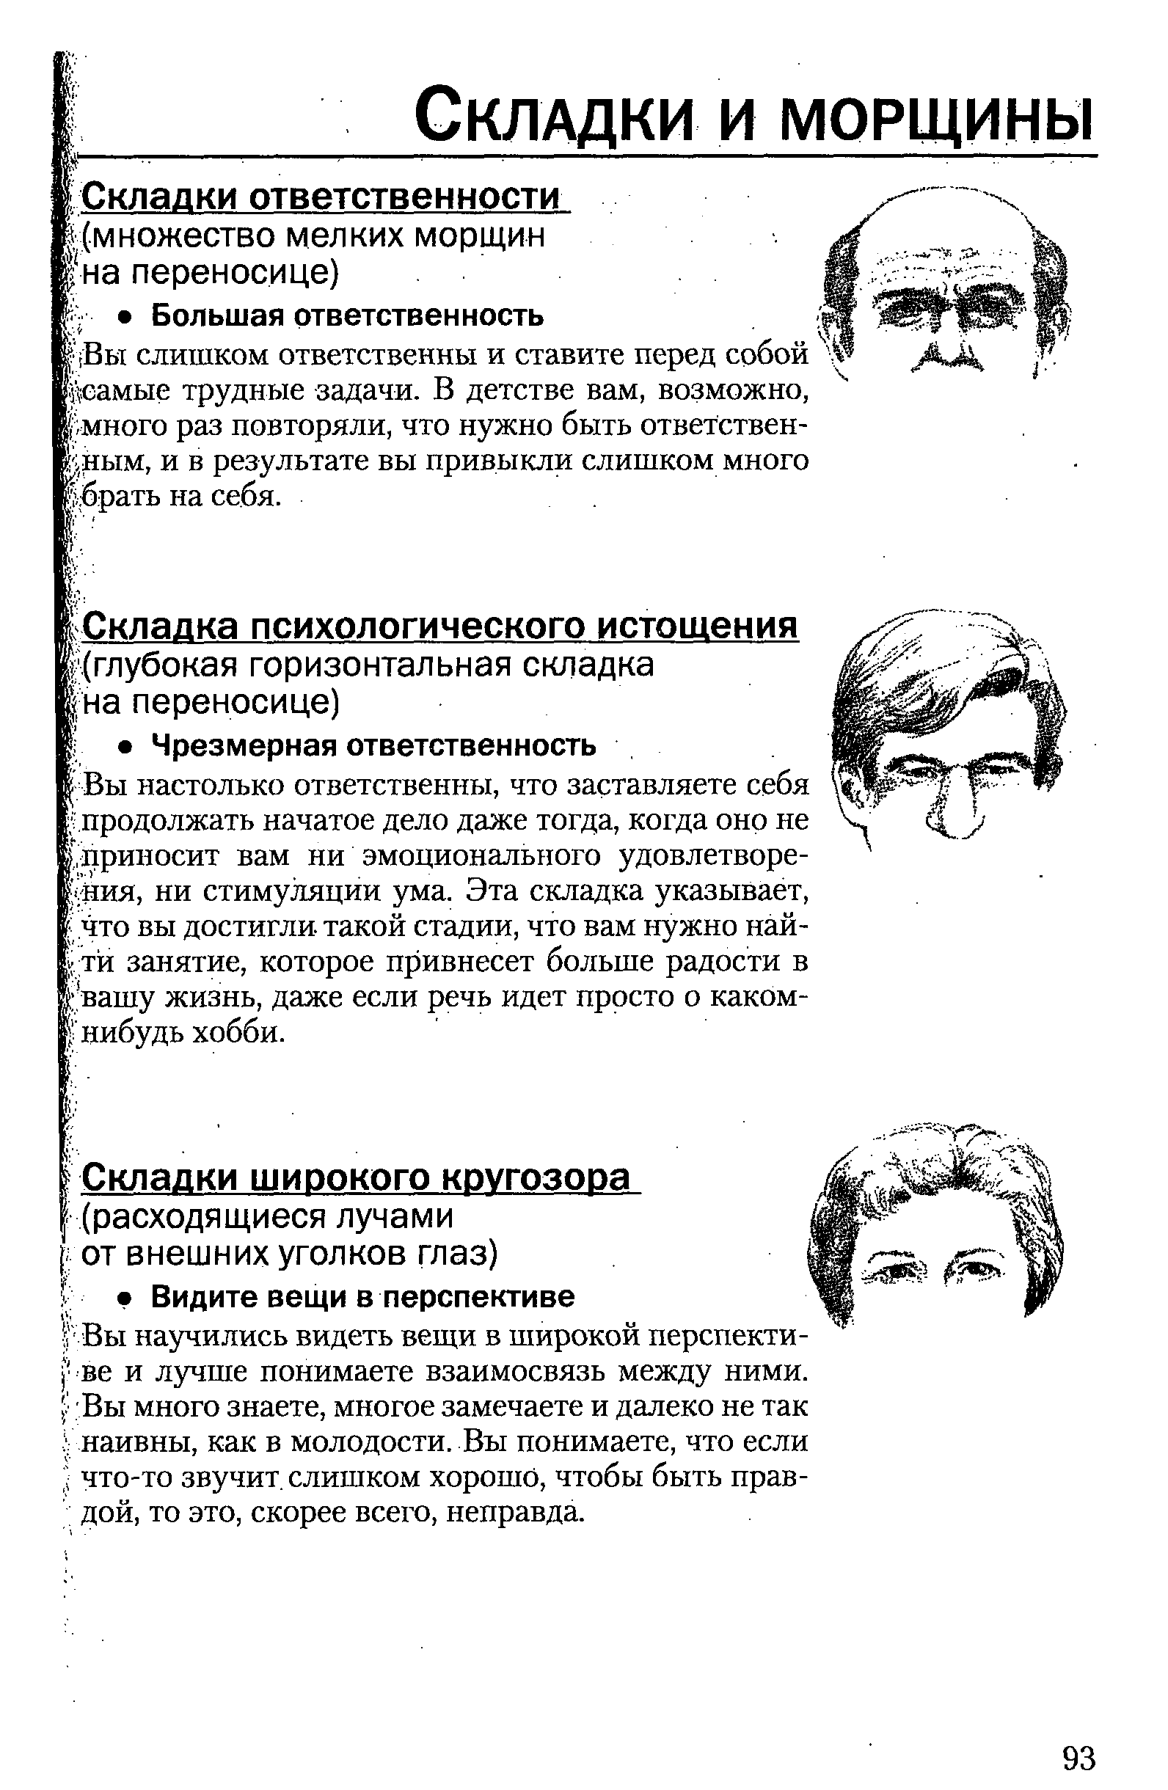 Складки и морщины
Складки ответственности
(множество мелких морщин
на переносице)
• Большая ответственность
Вы слишком ответственны и ставите перед собой
самые трудные задачи. В детстве вам, возможно,
много раз повторяли, что нужно быть ответствен-
ным, и в результате вы привыкли слишком много
брать на себя.
Складка психологического истощения
(глубокая горизонтальная складка
на переносице)
• Чрезмерная ответственность
Вы настолько ответственны, что заставляете себя
продолжать начатое дело даже тогда, когда оно не
приносит вам ни эмоционального удовлетворе-
ния, ни стимуляции ума. Эта складка указывает,
что вы достигли такой стадии, что вам нужно най-
ти занятие, которое привнесет больше радости в
вашу жизнь, даже если речь идет просто о каком-
нибудь хобби.
Складки широкого кругозора
(расходящиеся лучами
от внешних уголков глаз)
• Видите вещи в перспективе
Вы научились видеть вещи в широкой перспекти-
ве и лучше понимаете взаимосвязь между ними.
Вы много знаете, многое замечаете и далеко не так
наивны, как в молодости. Вы понимаете, что если
что-то звучит слишком хорошо, чтобы быть прав-
дой, то это, скорее всего, неправда.
93